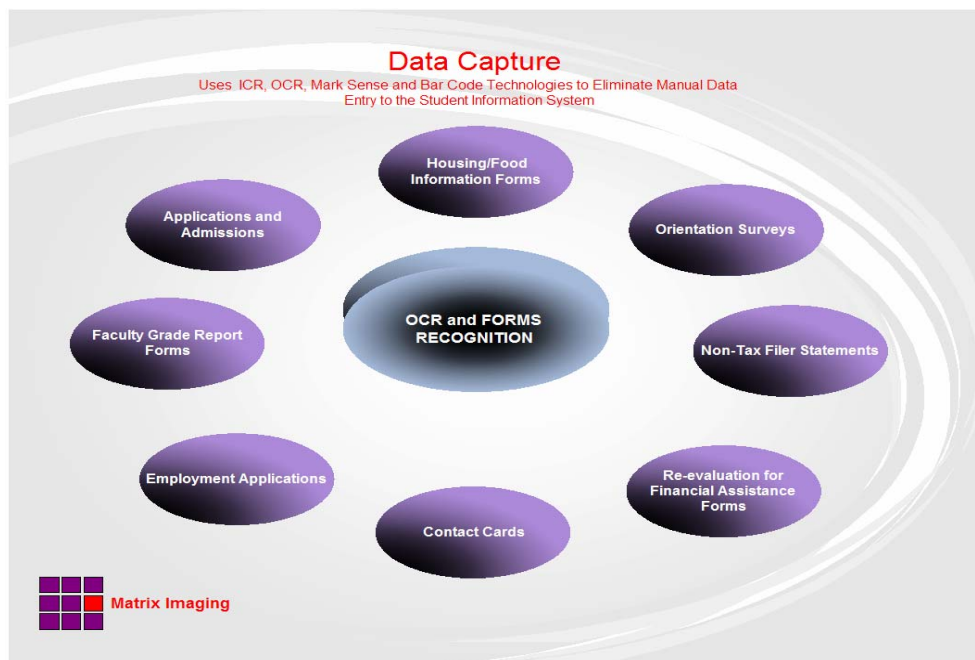 Data Capture
Uses ICR, OCR, Mark Sense and Bar Code Technologies to Eliminate Manual Data
Entry to the Student Information System
Housing/Food
Information Forms
Applications and
Admissions
Orientation Surveys
OCR and FORMS
RECOGNITION
Faculty Grade Report
Forms
Non-Tax Filer Statements
Employment Applications
Re-evaluation for
Financial Assistance
Forms
Contact Cards
Matrix Imaging